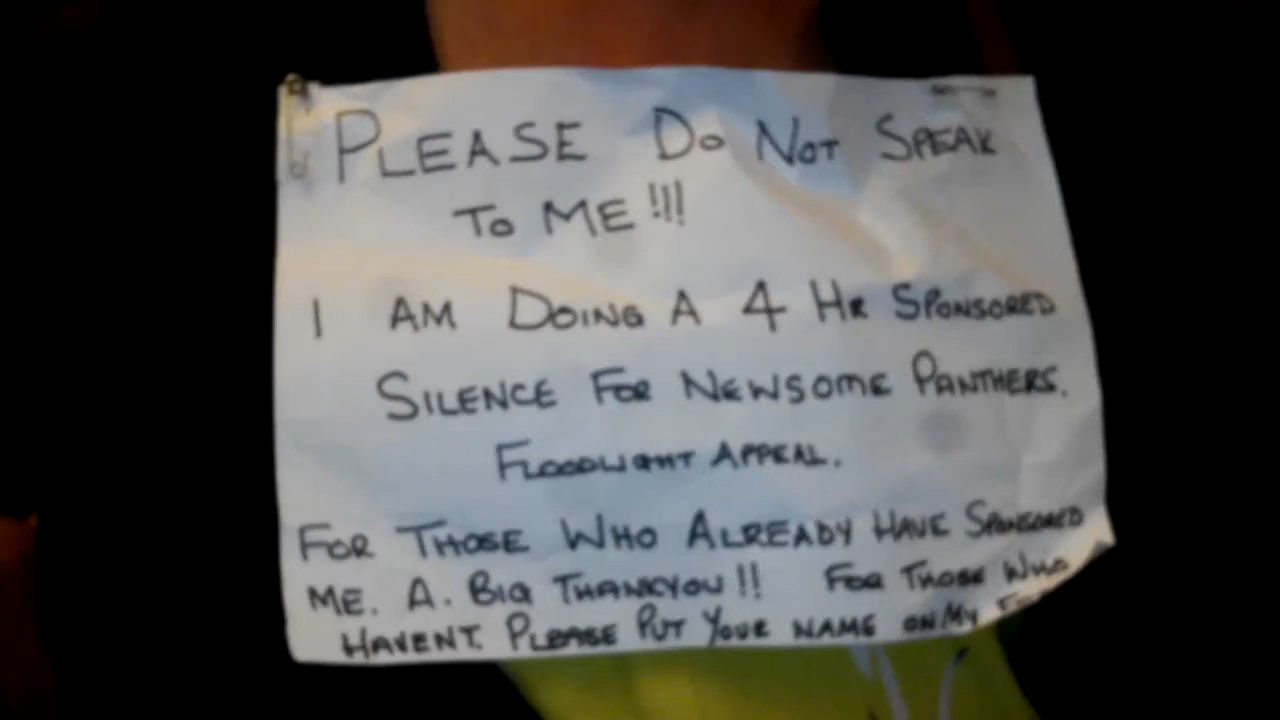 PLEASE DO NOT SPEAK
TO ME!!!
I AM DOING A 4 HR SPONSORED
SILENCE FOR NEWSOME PANTHERS.
FLOODLIGHT APPEAL.
FOR THOSE WHO ALREADY HAVE SPONSORED
ME. A. BIG THANKYOU!! FOR THOSE WHO
HAVENT. PLEASE PUT YOUR NAME ON MY